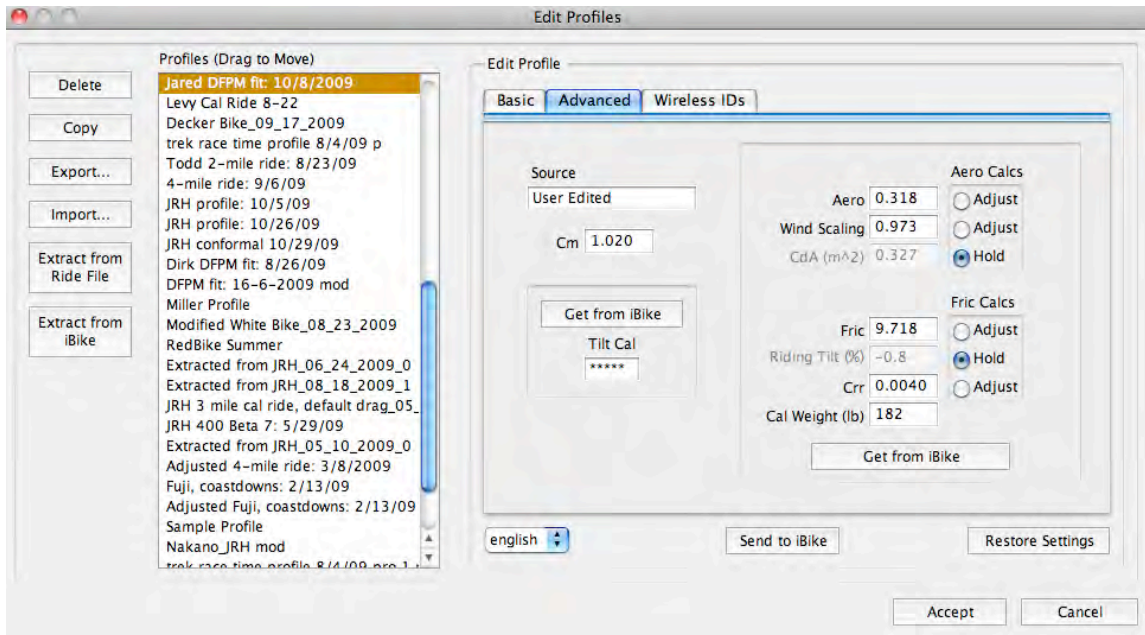 Edit Profiles
Delete
Copy
Export...
Import...
Extract from
Ride File
Extract from
iBike
Profiles (Drag to Move)
Jared DFPM fit: 10/8/2009
Levy Cal Ride 8-22
Decker Bike_09_17_2009
trek race time profile 8/4/09 p
Todd 2-mile ride: 8/23/09
4-mile ride: 9/6/09
JRH profile: 10/5/09
JRH profile: 10/26/09
JRH conformal 10/29/09
Dirk DFPM fit: 8/26/09
DFPM fit: 16-6-2009 mod
Miller Profile
Modified White Bike_08_23_2009
RedBike Summer
Extracted from JRH_06_24_2009_0
Extracted from JRH_08_18_2009_1
JRH 3 mile cal ride, default drag_05_
JRH 400 Beta 7: 5/29/09
Extracted from JRH_05_10_2009_0
Adjusted 4-mile ride: 3/8/2009
Fuji, coastdowns: 2/13/09
Adjusted Fuji, coastdowns: 2/13/09
Sample Profile
Nakano_JRH mod
trek race time profile 8/4/09 pro 1
Edit Profile
Basic Advanced Wireless IDs
Source
User Edited
Cm 1.020
Get from iBike
Tilt Cal
*****
Aero Calcs
Aero 0.318 Adjust
Wind Scaling 0.973 Adjust
CdA (m^2) 0.327 Hold
Fric Calcs
Fric 9.718 Adjust
Riding Tilt (%) -0.8 Hold
Crr 0.0040 Adjust
Cal Weight (lb) 182
Get from iBike
english
Send to iBike
Restore Settings
Accept
Cancel